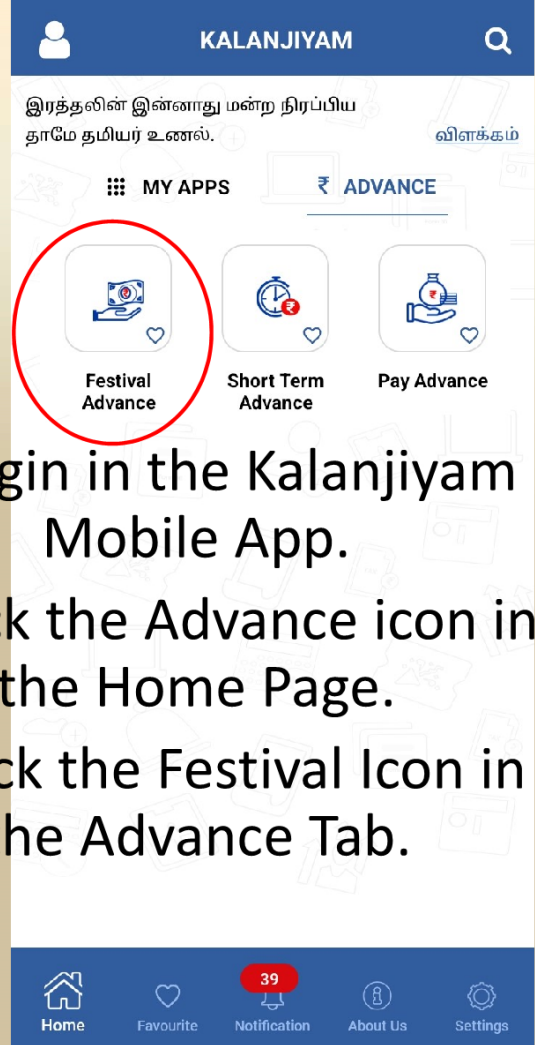 KALANJIYAM
இரத்தலின் இன்னாது மன்ற நிரப்பிய
தாமே தமியர் உணல்.
விளக்கம்
MY APPS
₹ ADVANCE
Festival
Advance
Short Term
Advance
Pay Advance
gin in the Kalanjiyam
Mobile App.
k the Advance icon in
the Home Page.
ck the Festival Icon in
he Advance Tab.
39
Home
Favourite
Notification
About Us
Settings